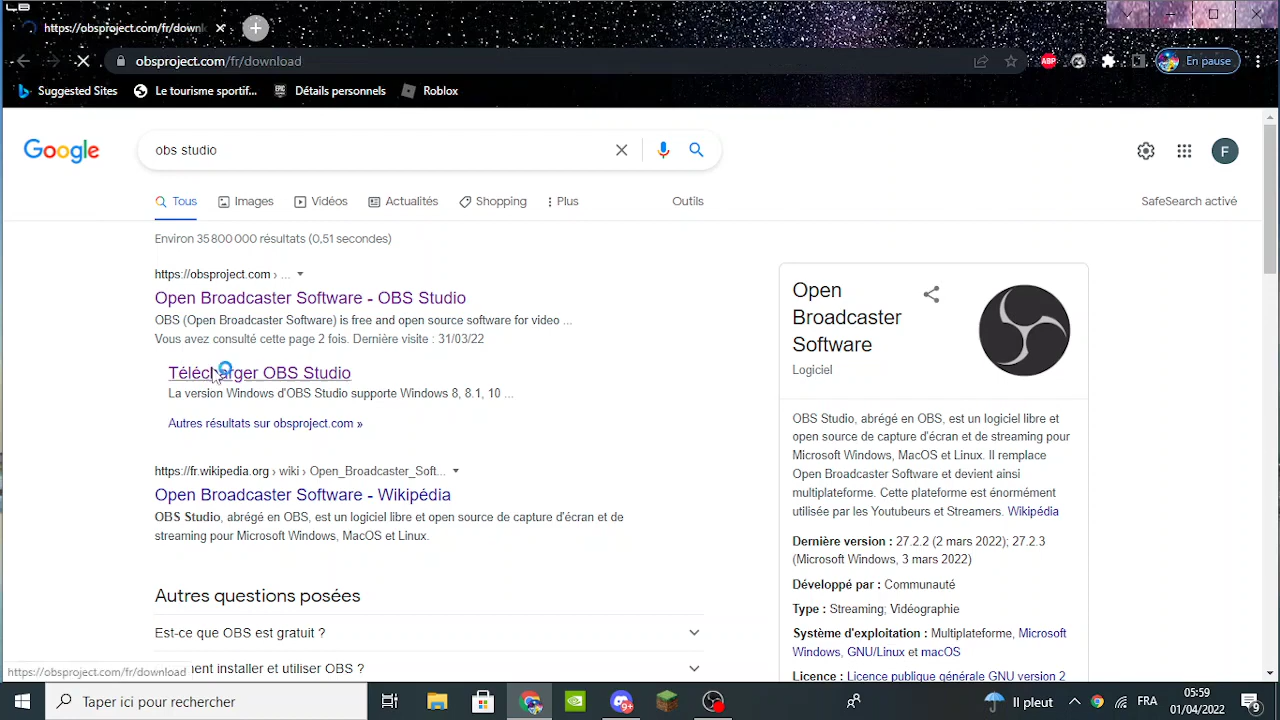 https://obsproject.com/fr/downl
obsproject.com/fr/download
ABP
En pause
Suggested Sites
Le tourisme sportif...
EPIC
Détails personnels
Roblox
Google
obs studio
F
Tous
Images
Vidéos
Actualités
Shopping
Plus
Outils
SafeSearch activé
Environ 35 800 000 résultats (0,51 secondes)
https://obsproject.com › ...
Open Broadcaster Software - OBS Studio
OBS (Open Broadcaster Software) is free and open source software for video ...
Vous avez consulté cette page 2 fois. Dernière visite : 31/03/22
Télécharger OBS Studio
La version Windows d'OBS Studio supporte Windows 8, 8.1, 10 ...
Autres résultats sur obsproject.com »
https://fr.wikipedia.org › wiki › Open_Broadcaster_Soft...
Open Broadcaster Software - Wikipédia
OBS Studio, abrégé en OBS, est un logiciel libre et open source de capture d'écran et de
streaming pour Microsoft Windows, MacOS et Linux.
Autres questions posées
Est-ce que OBS est gratuit ?
ment installer et utiliser OBS ?
https://obsproject.com/fr/download
Open
Broadcaster
Software
Logiciel
OBS Studio, abrégé en OBS, est un logiciel libre et
open source de capture d'écran et de streaming pour
Microsoft Windows, MacOS et Linux. Il remplace
Open Broadcaster Software et devient ainsi
multiplateforme. Cette plateforme est énormément
utilisée par les Youtubeurs et Streamers. Wikipédia
Dernière version : 27.2.2 (2 mars 2022); 27.2.3
(Microsoft Windows, 3 mars 2022)
Développé par : Communauté
Type : Streaming; Vidéographie
Système d'exploitation : Multiplateforme, Microsoft
Windows, GNU/Linux et macOS
Licence : Licence publique générale GNU version 2
Taper ici pour rechercher
9+
Il pleut
FRA
05:59
01/04/2022
9